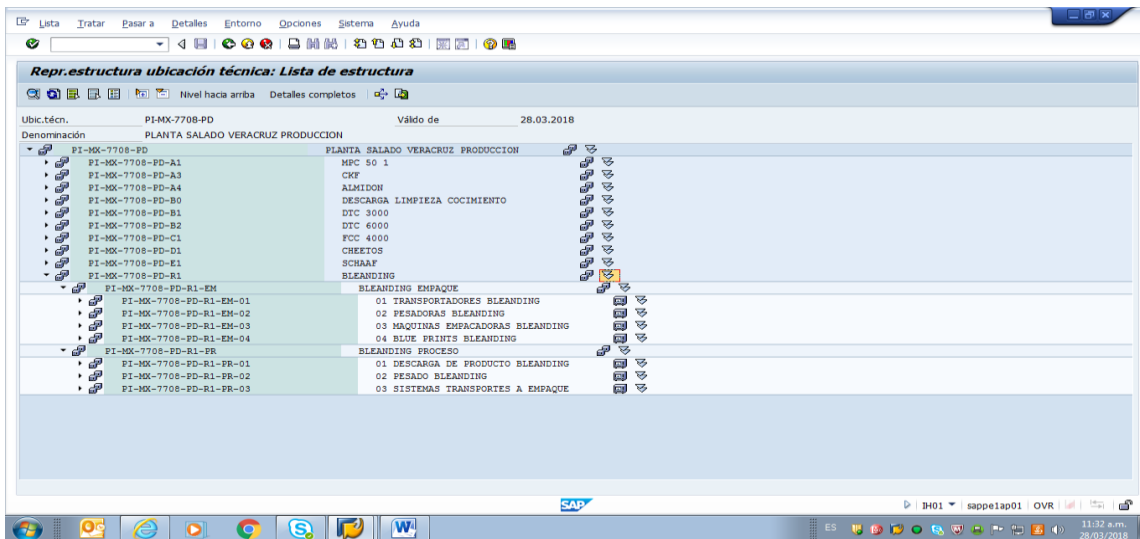 Lista Tratar Pasar a Detalles Entorno Opciones Sistema Ayuda
Repr.estructura ubicación técnica: Lista de estructura
Nivel hacia arriba Detalles completos
Ubic.técn. PI-MX-7708-PD Válido de 28.03.2018
Denominación PLANTA SALADO VERACRUZ PRODUCCION
PI-MX-7708-PD PLANTA SALADO VERACRUZ PRODUCCION
PI-MX-7708-PD-A1 MPC 50 1
PI-MX-7708-PD-A3 CKF
PI-MX-7708-PD-A4 ALMIDON
PI-MX-7708-PD-B0 DESCARGA LIMPIEZA COCIMIENTO
PI-MX-7708-PD-B1 DTC 3000
PI-MX-7708-PD-B2 DTC 6000
PI-MX-7708-PD-C1 FCC 4000
PI-MX-7708-PD-D1 CHEETOS
PI-MX-7708-PD-E1 SCHAAF
PI-MX-7708-PD-R1 BLEANDING
PI-MX-7708-PD-R1-EM BLEANDING EMPAQUE
PI-MX-7708-PD-R1-EM-01 01 TRANSPORTADORES BLEANDING
PI-MX-7708-PD-R1-EM-02 02 PESADORAS BLEANDING
PI-MX-7708-PD-R1-EM-03 03 MAQUINAS EMPACADORAS BLEANDING
PI-MX-7708-PD-R1-EM-04 04 BLUE PRINTS BLEANDING
PI-MX-7708-PD-R1-PR BLEANDING PROCESO
PI-MX-7708-PD-R1-PR-01 01 DESCARGA DE PRODUCTO BLEANDING
PI-MX-7708-PD-R1-PR-02 02 PESADO BLEANDING
PI-MX-7708-PD-R1-PR-03 03 SISTEMAS TRANSPORTES A EMPAQUE
SAP IH01 sappe1ap01 OVR
ES 11:32 a.m.
28/03/2018